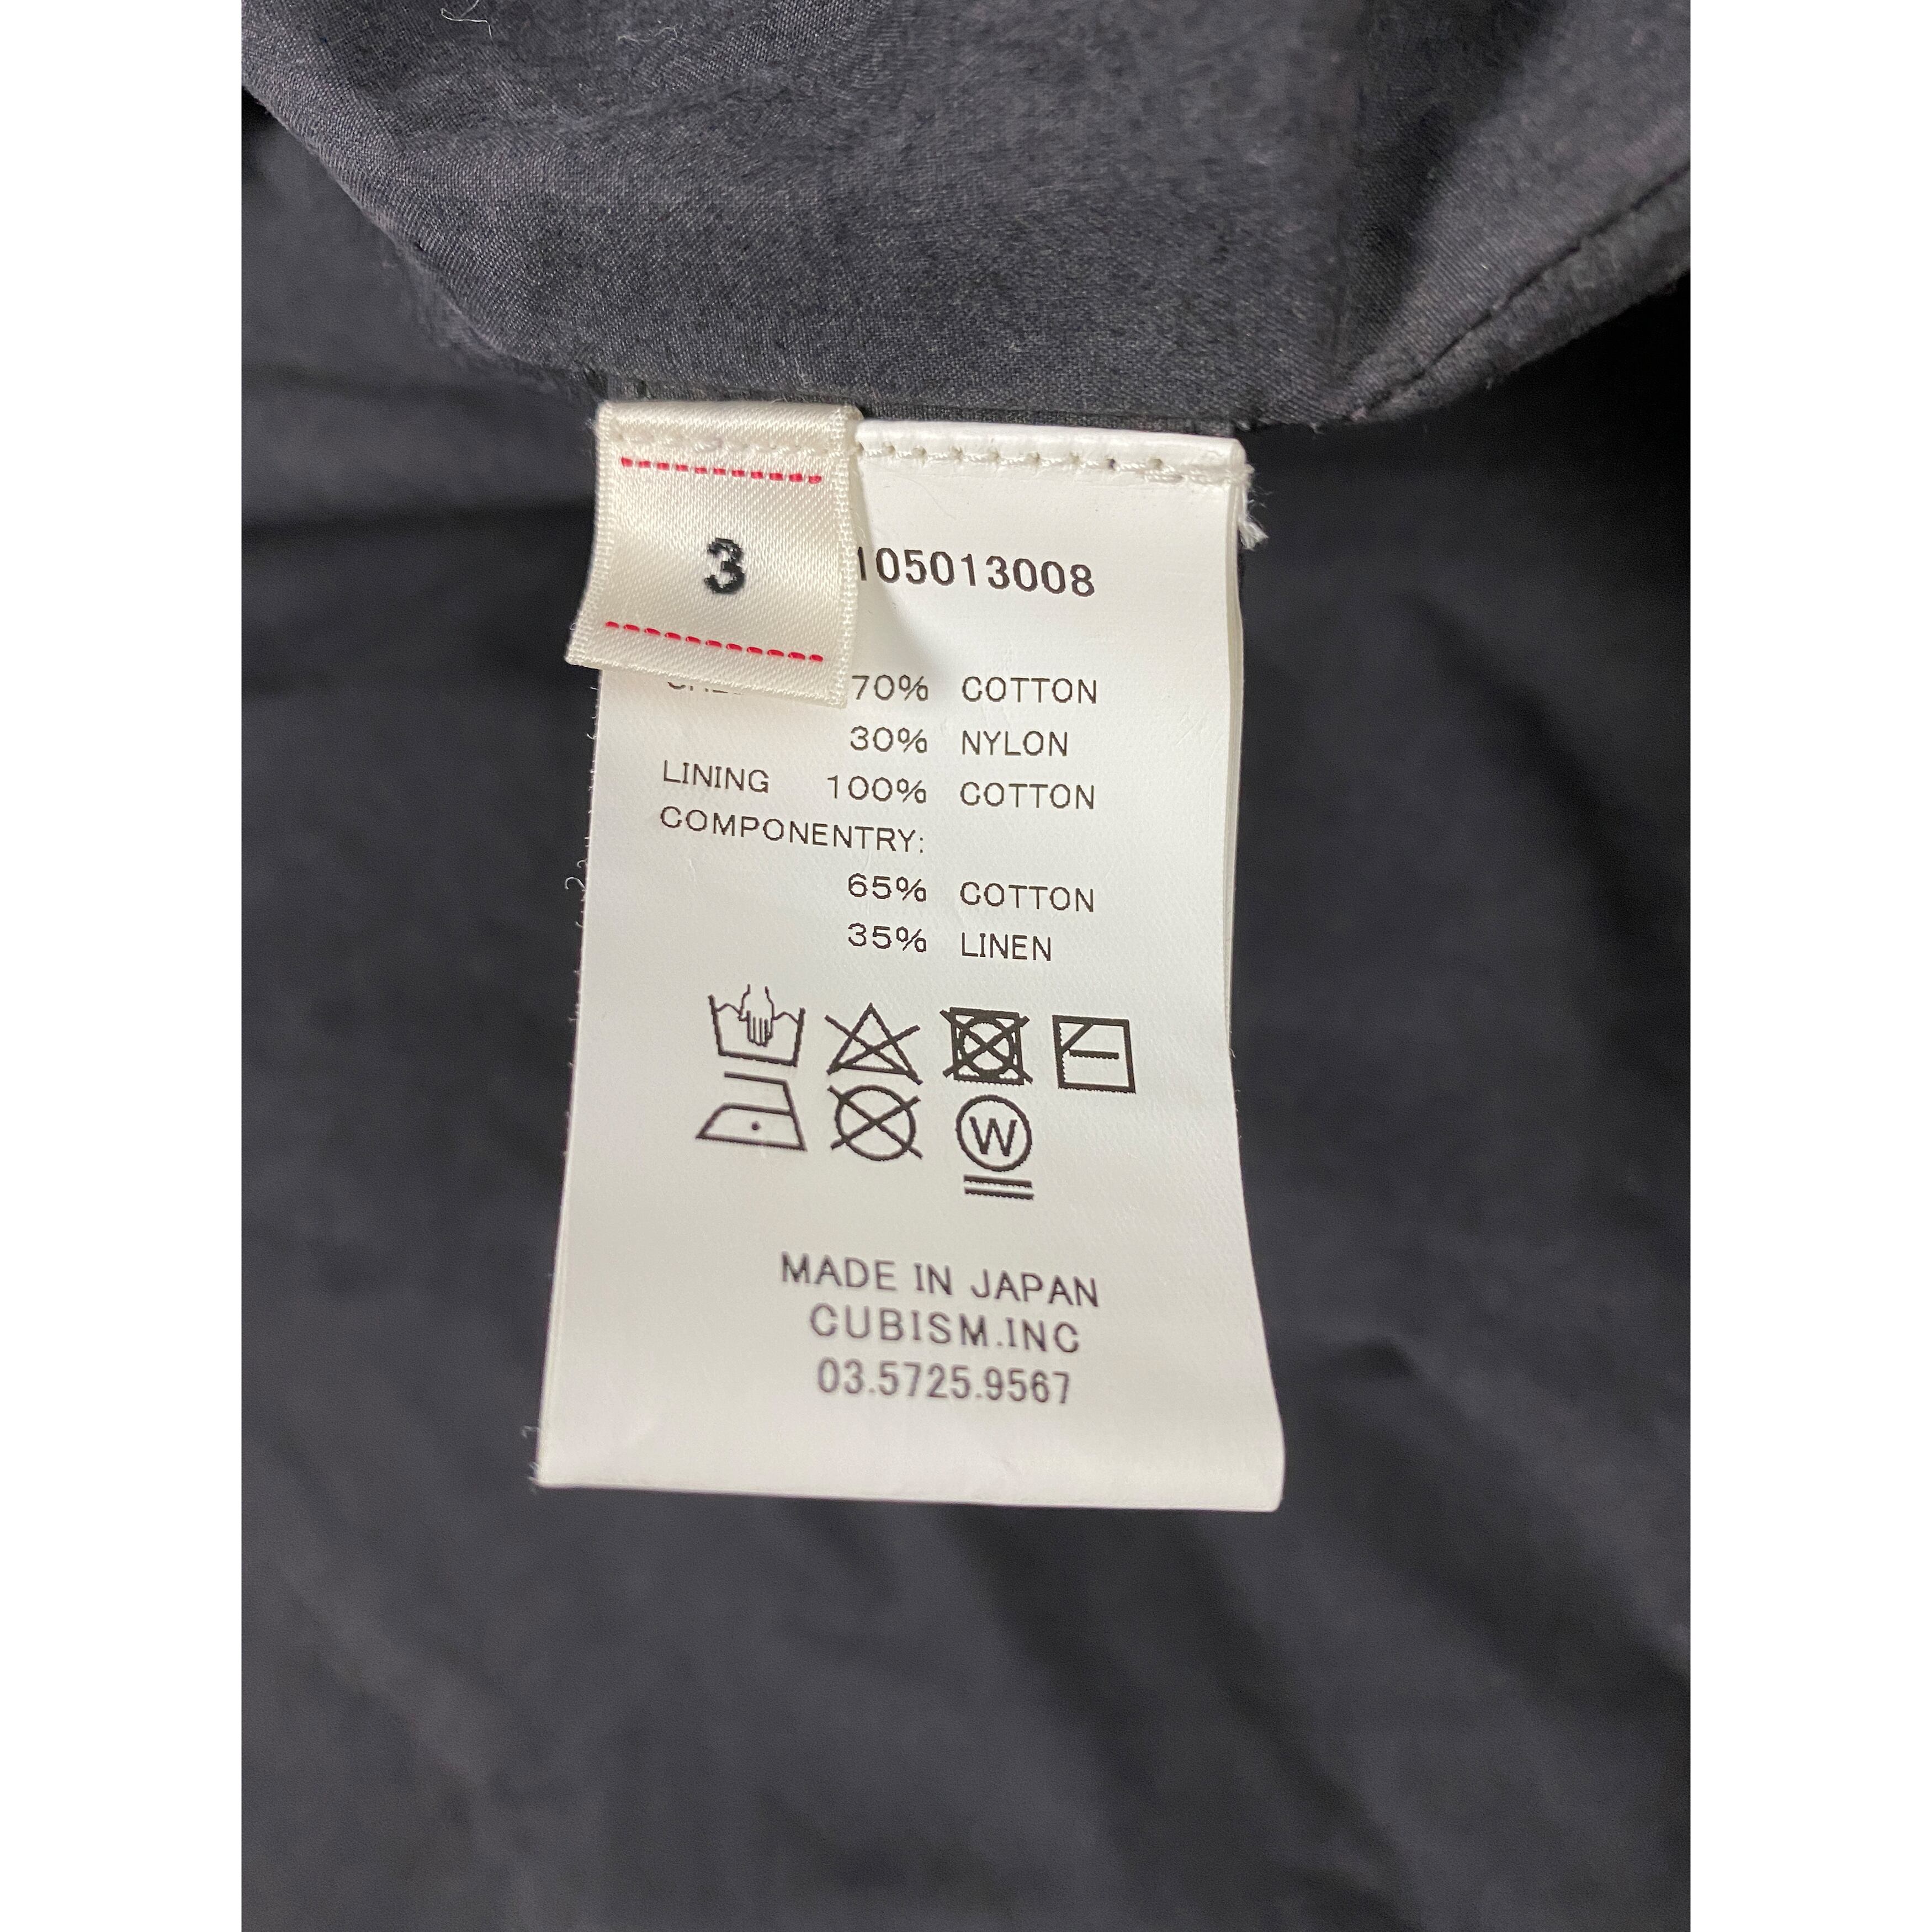 3
105013008
70% COTTON
30% NYLON
LINING 100% COTTON
COMPONENTRY:
65% COTTON
35% LINEN
W
MADE IN JAPAN
CUBISM.INC
03.5725.9567